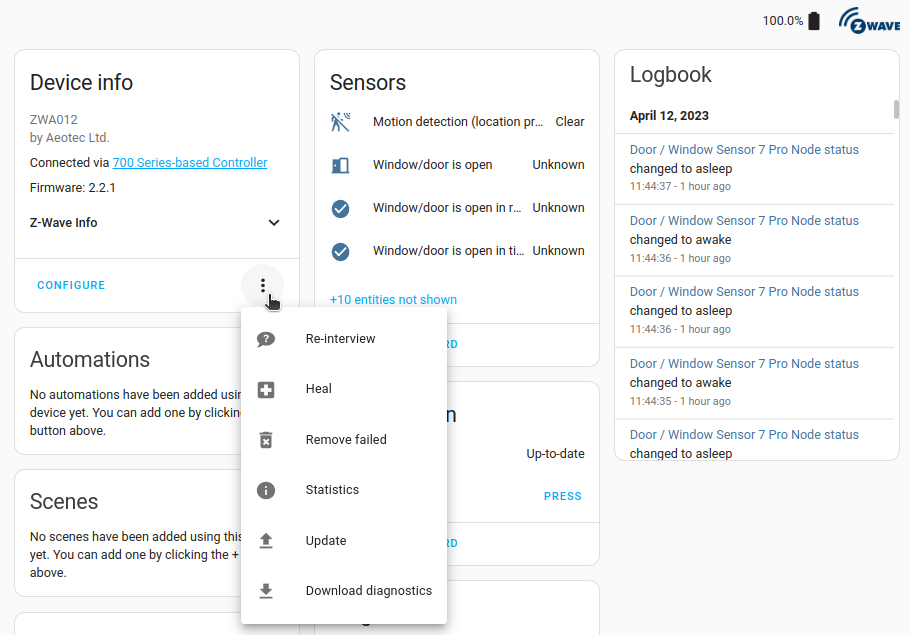 100.0%
Z WAVE
Device info
ZWA012
by Aeotec Ltd.
Connected via 700 Series-based Controller
Firmware: 2.2.1
Z-Wave Info
CONFIGURE
Re-interview
Heal
Remove failed
Statistics
Update
Download diagnostics
Automations
No automations have been added
device yet. You can add one by clicking
button above.
Scenes
No scenes have been added using this
yet. You can add one by clicking the +
above.
Sensors
Motion detection (location pr... Clear
Window/door is open Unknown
Window/door is open in r... Unknown
Window/door is open in ti... Unknown
+10 entities not shown
RD
n
Up-to-date
PRESS
RD
Logbook
April 12, 2023
Door / Window Sensor 7 Pro Node status
changed to asleep
11:44:37 - 1 hour ago
Door / Window Sensor 7 Pro Node status
changed to awake
11:44:36 - 1 hour ago
Door / Window Sensor 7 Pro Node status
changed to asleep
11:44:36 - 1 hour ago
Door / Window Sensor 7 Pro Node status
changed to awake
11:44:35 - 1 hour ago
Door / Window Sensor 7 Pro Node status
changed to asleep